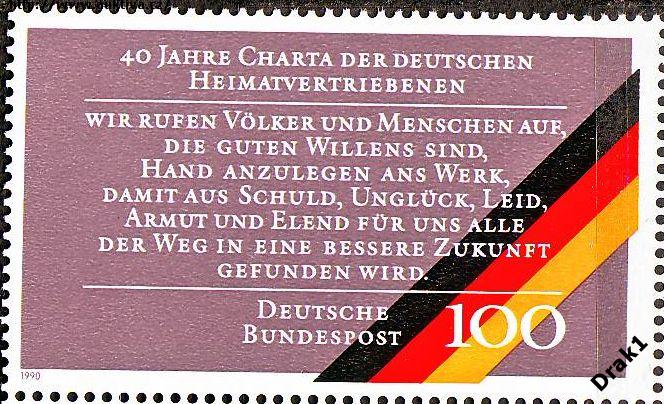 40 JAHRE CHARTA DER DEUTSCHEN
HEIMATVERTRIEBENEN
WIR RUFEN VÖLKER UND MENSCHEN AUF,
DIE GUTEN WILLENS SIND,
HAND ANZULEGEN ANS WERK,
DAMIT AUS SCHULD, UNGLÜCK, LEID,
ARMUT UND ELEND FÜR UNS ALLE
DER WEG IN EINE BESSERE ZUKUNFT
GEFUNDEN WIRD.
DEUTSCHE
BUNDESPOST
100
1990
Drak1